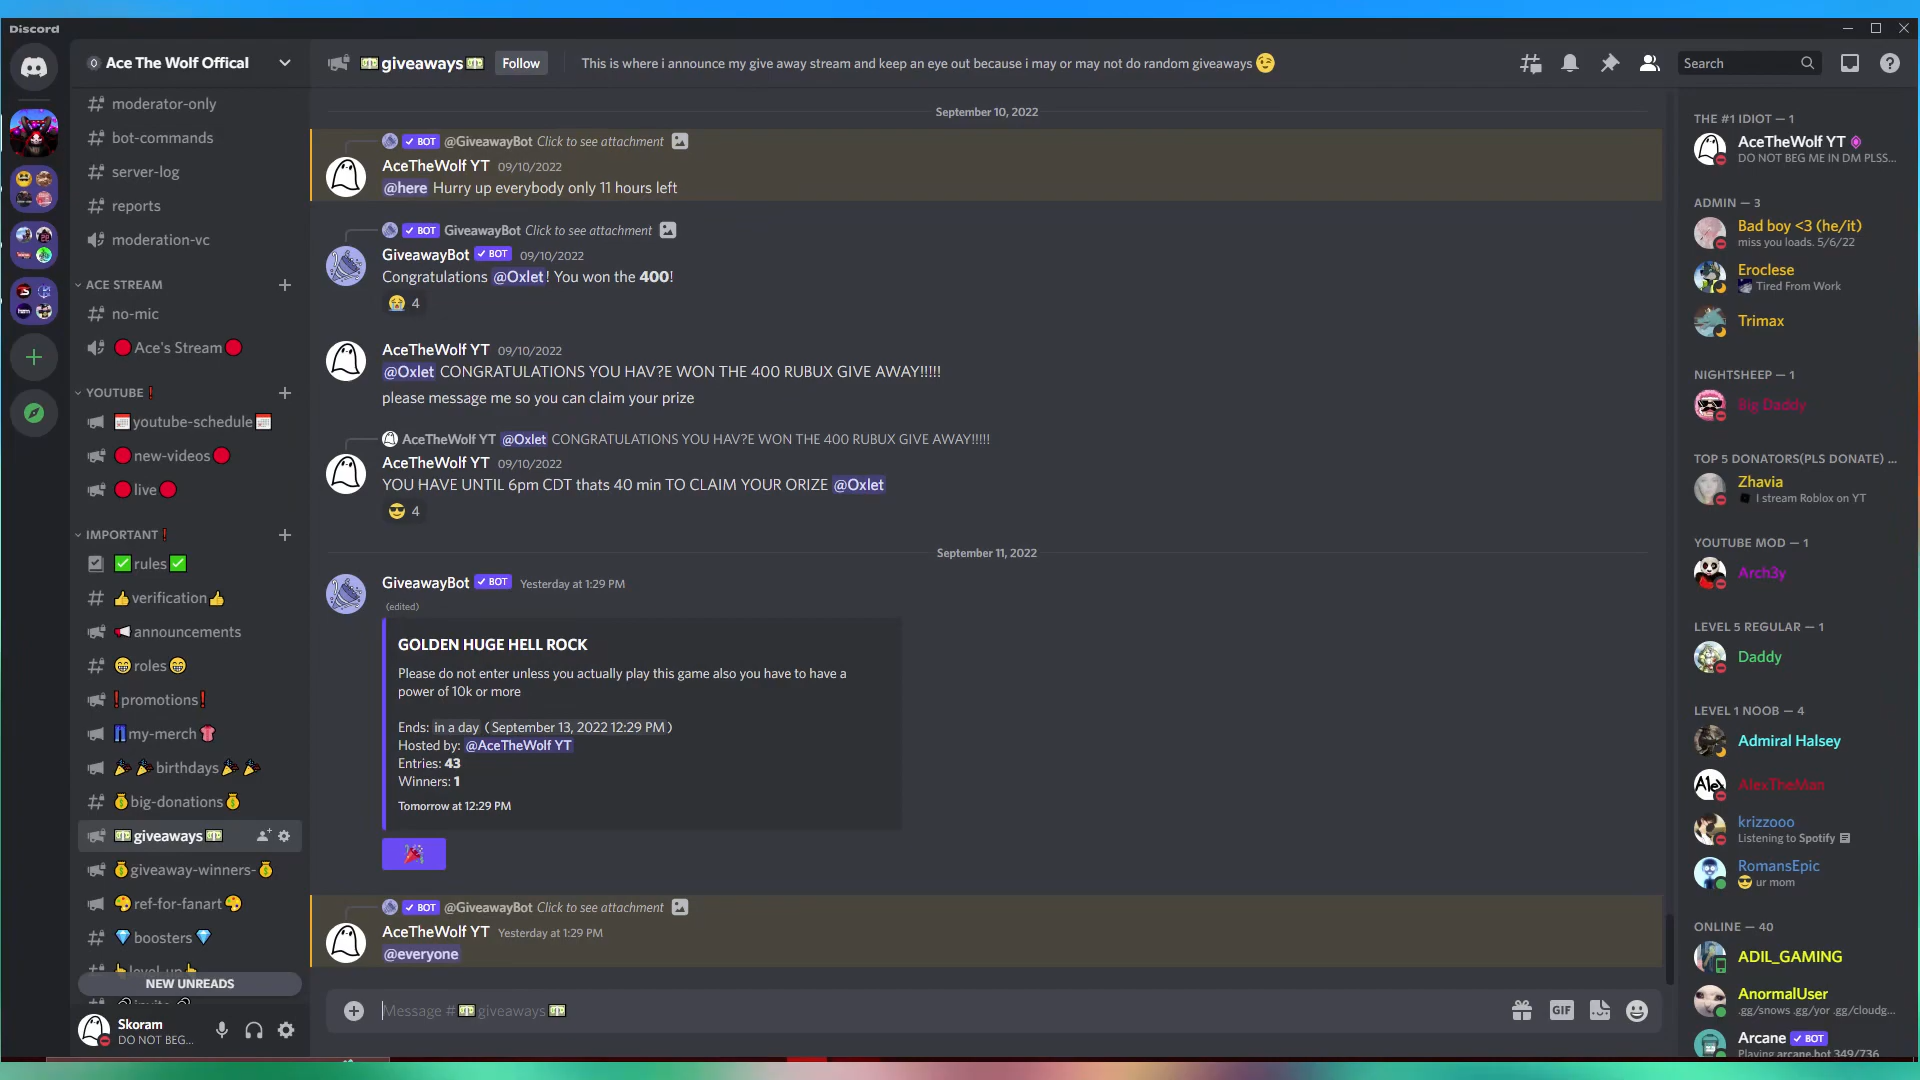 Discord
Ace The Wolf Offical
moderator-only
bot-commands
server-log
reports
moderation-vc
ACE STREAM
no-mic
Ace's Stream
YOUTUBE❗
youtube-schedule
new-videos
live
IMPORTANT❗
rules
verification
announcements
roles
❗promotions❗
my-merch
birthdays
big-donations
giveaways
giveaway-winners-
ref-for-fanart
boosters
level-up
NEW UNREADS
invite
Skoram
DO NOT BEG...
giveaways
Follow
This is where i announce my give away stream and keep an eye out because i may or may not do random giveaways
Search
September 10, 2022
BOT @GiveawayBot Click to see attachment
AceTheWolf YT 09/10/2022
@here Hurry up everybody only 11 hours left
BOT GiveawayBot Click to see attachment
GiveawayBot BOT 09/10/2022
Congratulations @Oxlet! You won the 400!
4
AceTheWolf YT 09/10/2022
@Oxlet CONGRATULATIONS YOU HAV?E WON THE 400 RUBUX GIVE AWAY!!!!!
please message me so you can claim your prize
AceTheWolf YT @Oxlet CONGRATULATIONS YOU HAV?E WON THE 400 RUBUX GIVE AWAY!!!!!
AceTheWolf YT 09/10/2022
YOU HAVE UNTIL 6pm CDT thats 40 min TO CLAIM YOUR ORIZE @Oxlet
4
September 11, 2022
GiveawayBot BOT Yesterday at 1:29 PM
(edited)
GOLDEN HUGE HELL ROCK
Please do not enter unless you actually play this game also you have to have a
power of 10k or more
Ends: in a day (September 13, 2022 12:29 PM)
Hosted by: @AceTheWolf YT
Entries: 43
Winners: 1
Tomorrow at 12:29 PM
BOT @GiveawayBot Click to see attachment
AceTheWolf YT Yesterday at 1:29 PM
@everyone
Message # giveaways
GIF
THE #1 IDIOT — 1
AceTheWolf YT
DO NOT BEG ME IN DM PLSS...
ADMIN — 3
Bad boy <3 (he/it)
miss you loads. 5/6/22
Eroclese
Tired From Work
Trimax
NIGHTSHEEP — 1
Big Daddy
TOP 5 DONATORS(PLS DONATE) ...
Zhavia
I stream Roblox on YT
YOUTUBE MOD — 1
Arch3y
LEVEL 5 REGULAR — 1
Daddy
LEVEL 1 NOOB — 4
Admiral Halsey
AlexTheMan
krizzooo
Listening to Spotify
RomansEpic
ur mom
ONLINE — 40
ADIL_GAMING
AnormalUser
.gg/snows .gg/yor .gg/cloudg...
Arcane BOT
Playing arcane.bot 349/736